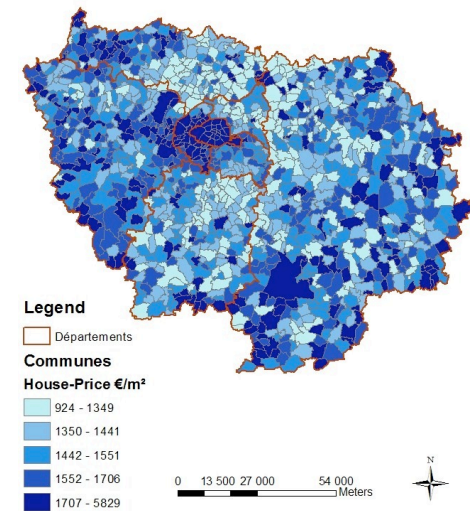 Legend
Départements
Communes
House-Price €/m²
924 - 1349
1350 - 1441
1442 - 1551
1552 - 1706
1707 - 5829
0 13 500 27 000 54 000
Meters
N